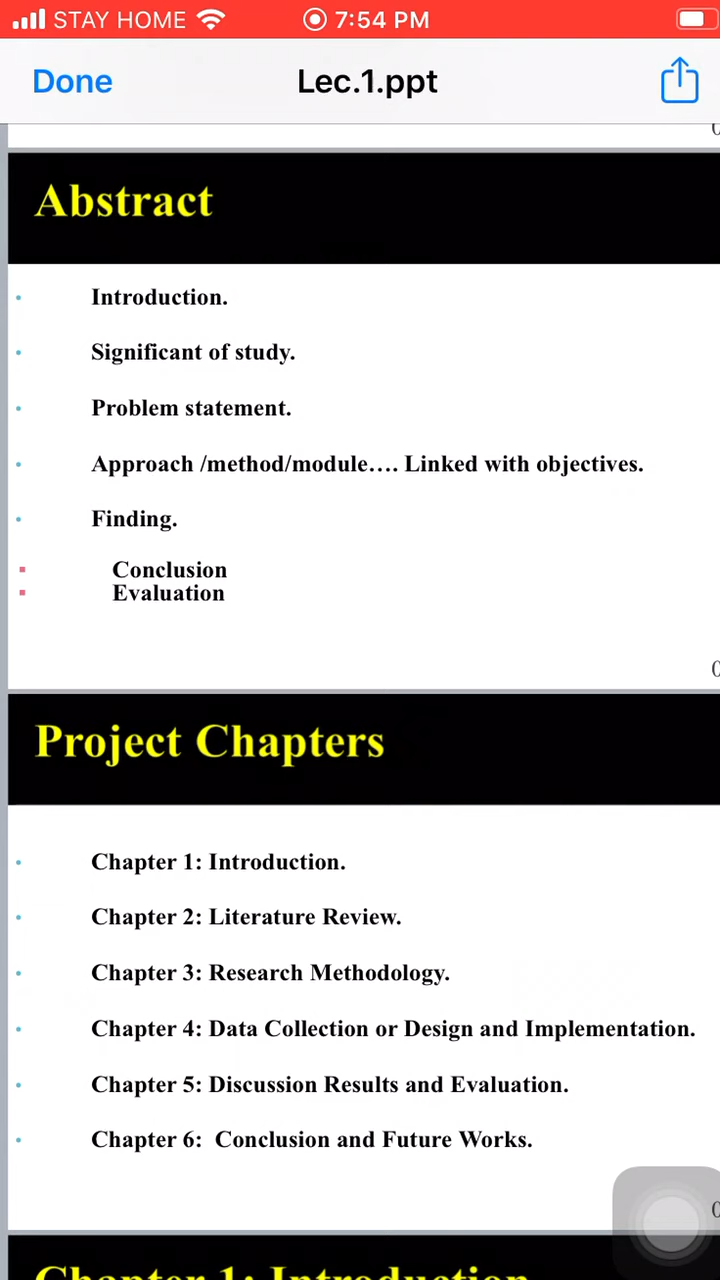 STAY HOME 7:54 PM
Done Lec.1.ppt
Abstract
Introduction.
Significant of study.
Problem statement.
Approach /method/module…. Linked with objectives.
Finding.
Conclusion
Evaluation
Project Chapters
Chapter 1: Introduction.
Chapter 2: Literature Review.
Chapter 3: Research Methodology.
Chapter 4: Data Collection or Design and Implementation.
Chapter 5: Discussion Results and Evaluation.
Chapter 6: Conclusion and Future Works.
Chapter 1: Introduction